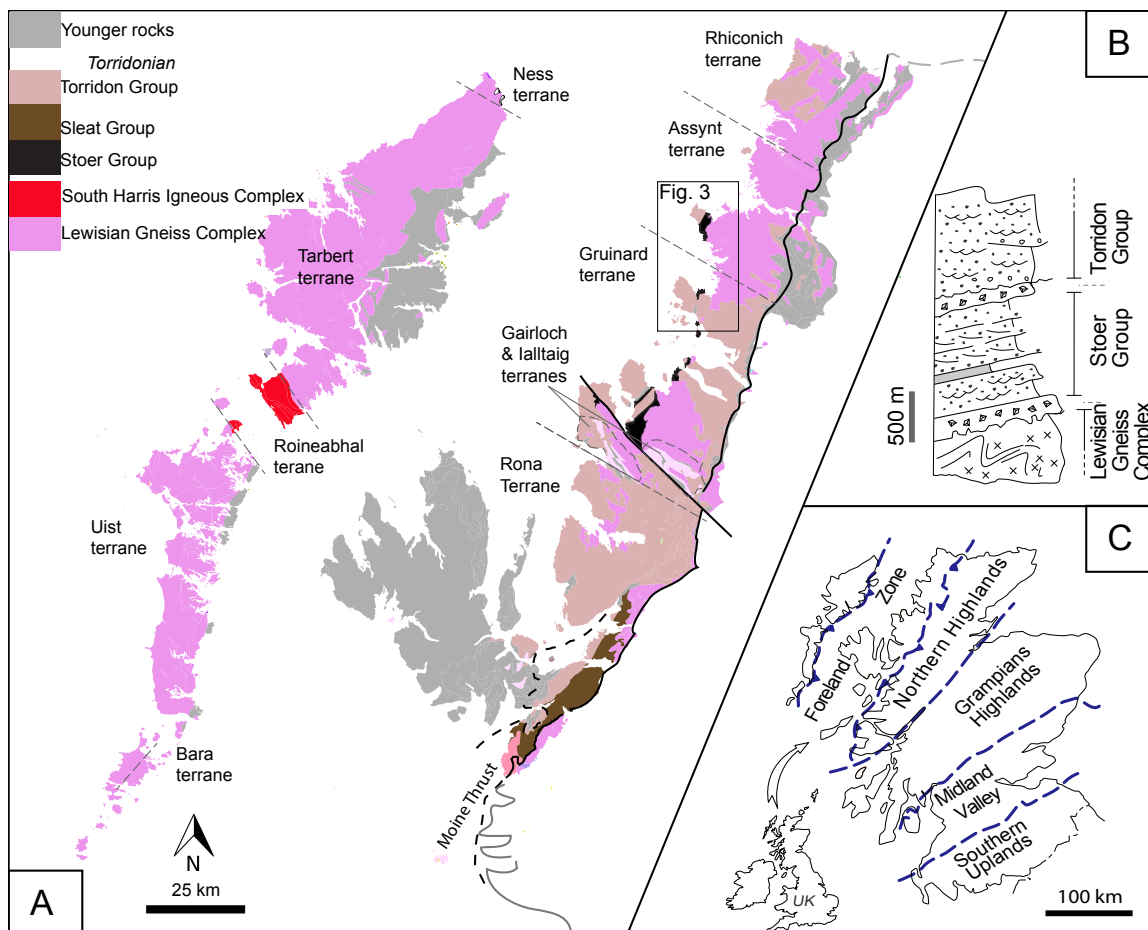 Younger rocks
Torridonian
Torridon Group
Sleat Group
Stoer Group
South Harris Igneous Complex
Lewisian Gneiss Complex
Ness
terrane
Tarbert
terrane
Roineabhal
terrane
Uist
terrane
Bara
terrane
N
25 km
A
Rhiconich
terrane
Assynt
terrane
Fig. 3
Gruinard
terrane
Gairloch
& Ialltaig
terranes
Rona
Terrane
Moine Thrust
B
Torridon
Group
Stoer
Group
Lewisian
Gneiss
Complex
500 m
C
Foreland
Zone
Northern Highlands
Grampians
Highlands
Midland
Valley
Southern
Uplands
UK
100 km